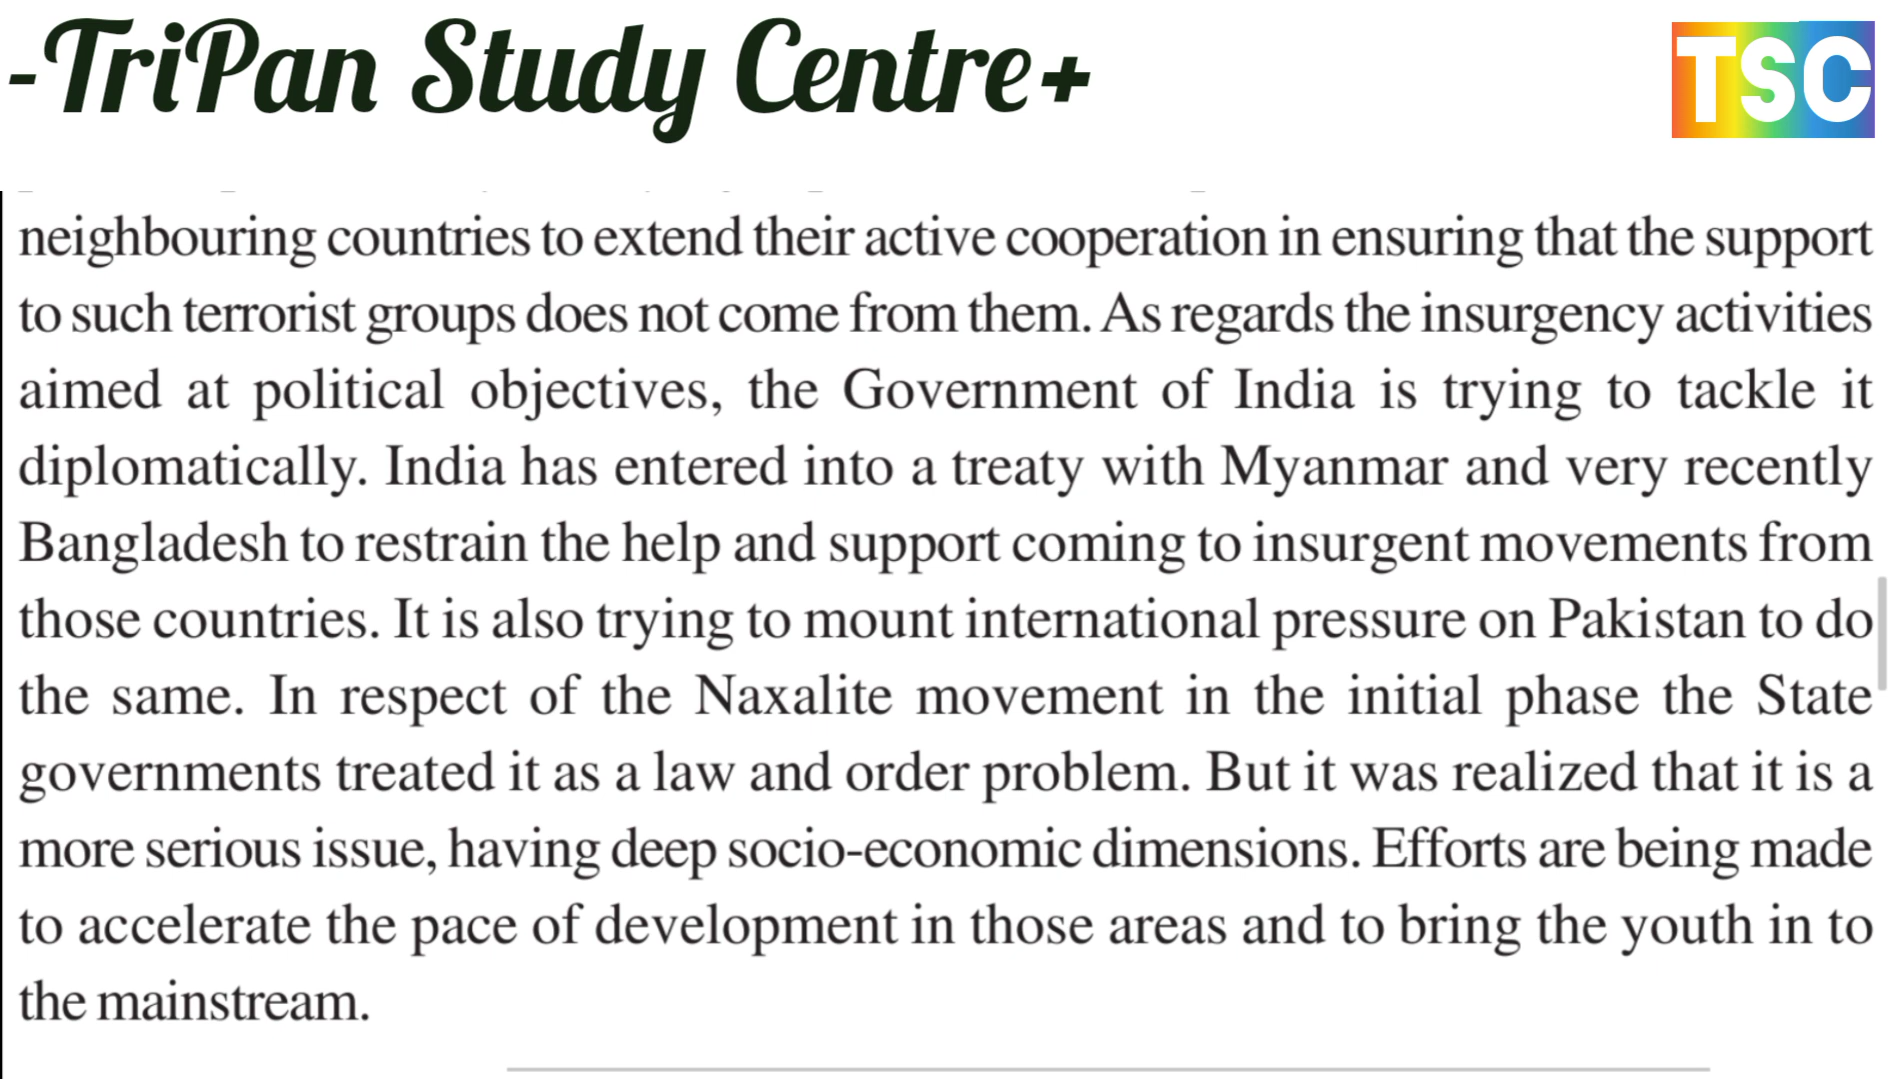 -TriPan Study Centre+
TSC
neighbouring countries to extend their active cooperation in ensuring that the support
to such terrorist groups does not come from them. As regards the insurgency activities
aimed at political objectives, the Government of India is trying to tackle it
diplomatically. India has entered into a treaty with Myanmar and very recently
Bangladesh to restrain the help and support coming to insurgent movements from
those countries. It is also trying to mount international pressure on Pakistan to do
the same. In respect of the Naxalite movement in the initial phase the State
governments treated it as a law and order problem. But it was realized that it is a
more serious issue, having deep socio-economic dimensions. Efforts are being made
to accelerate the pace of development in those areas and to bring the youth in to
the mainstream.